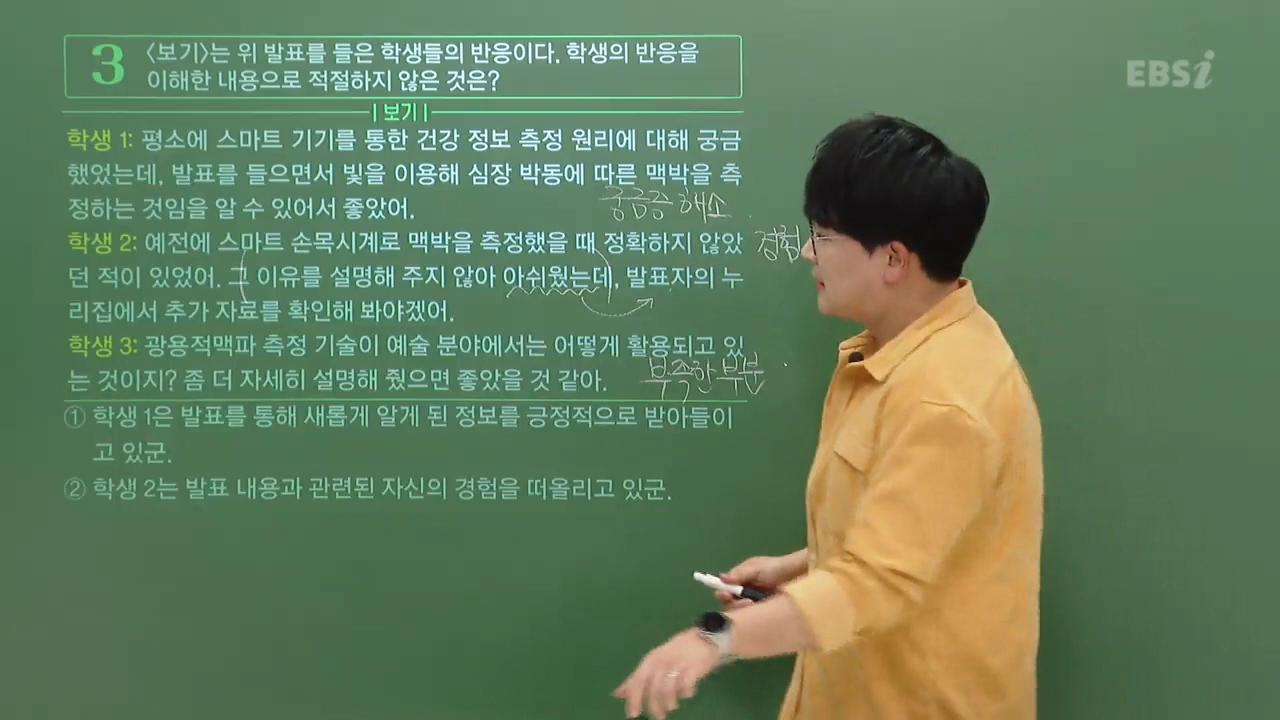 3 〈보기〉는 위 발표를 들은 학생들의 반응이다. 학생의 반응을
이해한 내용으로 적절하지 않은 것은?
EBSi
| 보기 |
학생 1: 평소에 스마트 기기를 통한 건강 정보 측정 원리에 대해 궁금
했었는데, 발표를 들으면서 빛을 이용해 심장 박동에 따른 맥박을 측
정하는 것임을 알 수 있어서 좋았어.
궁금증 해소
학생 2: 예전에 스마트 손목시계로 맥박을 측정했을 때 정확하지 않았
경험
던 적이 있었어. 그 이유를 설명해 주지 않아 아쉬웠는데, 발표자의 누
리집에서 추가 자료를 확인해 봐야겠어.
학생 3: 광용적맥파 측정 기술이 예술 분야에서는 어떻게 활용되고 있
는 것이지? 좀 더 자세히 설명해 줬으면 좋았을 것 같아.
부족한 부분
① 학생 1은 발표를 통해 새롭게 알게 된 정보를 긍정적으로 받아들이
고 있군.
② 학생 2는 발표 내용과 관련된 자신의 경험을 떠올리고 있군.